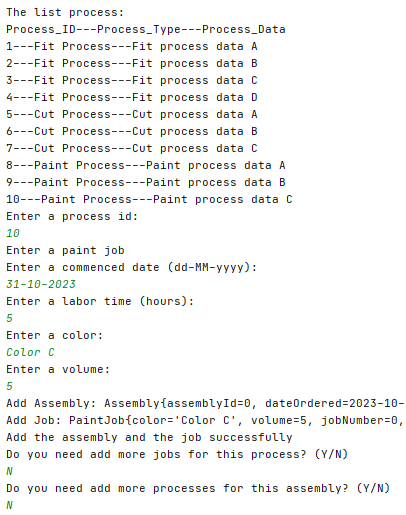 The list process:
Process_ID---Process_Type---Process_Data
1---Fit Process---Fit process data A
2---Fit Process---Fit process data B
3---Fit Process---Fit process data C
4---Fit Process---Fit process data D
5---Cut Process---Cut process data A
6---Cut Process---Cut process data B
7---Cut Process---Cut process data C
8---Paint Process---Paint process data A
9---Paint Process---Paint process data B
10---Paint Process---Paint process data C
Enter a process id:
10
Enter a paint job
Enter a commenced date (dd-MM-yyyy):
31-10-2023
Enter a labor time (hours):
5
Enter a color:
Color C
Enter a volume:
5
Add Assembly: Assembly{assemblyId=0, dateOrdered=2023-10-
Add Job: PaintJob{color='Color C', volume=5, jobNumber=0,
Add the assembly and the job successfully
Do you need add more jobs for this process? (Y/N)
N
Do you need add more processes for this assembly? (Y/N)
N